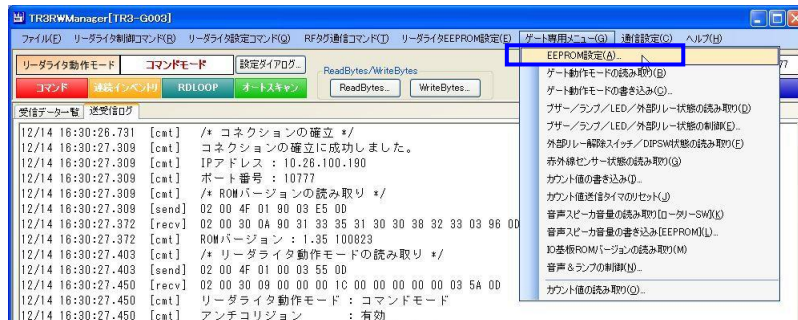 TR3RWManager[TR3-G003]
ファイル(F) リーダライタ制御コマンド(R) リーダライタ設定コマンド(Q) RFタグ通信コマンド(T) リーダライタEEPROM設定(E) ゲート専用メニュー(G) 通信設定(C) ヘルプ(H)
リーダライタ動作モード コマンドモード 設定ダイアログ... ReadBytes/WriteBytes
コマンド 連続インベントリ RDLOOP オートスキャン ReadBytes... WriteBytes...
受信データ一覧 送受信ログ
12/14 16:30:26.731 [cmt] /* コネクションの確立 */
12/14 16:30:27.309 [cmt] コネクションの確立に成功しました。
12/14 16:30:27.309 [cmt] IPアドレス : 10.26.100.190
12/14 16:30:27.309 [cmt] ポート番号 : 10777
12/14 16:30:27.309 [cmt] /* ROMバージョンの読み取り */
12/14 16:30:27.309 [send] 02 00 4F 01 90 03 E5 0D
12/14 16:30:27.372 [recv] 02 00 30 0A 90 31 33 35 31 30 30 38 32 33 03 96 0D
12/14 16:30:27.372 [cmt] ROMバージョン : 1.35 100823
12/14 16:30:27.403 [cmt] /* リーダライタ動作モードの読み取り */
12/14 16:30:27.403 [send] 02 00 4F 01 00 03 55 0D
12/14 16:30:27.450 [recv] 02 00 30 09 00 00 00 1C 00 00 00 00 00 03 5A 0D
12/14 16:30:27.450 [cmt] リーダライタ動作モード : コマンドモード
12/14 16:30:27.450 [cmt] アンチコリジョン : 有効
EEPROM設定(A)...
ゲート動作モードの読み取り(B)
ゲート動作モードの書き込み(C)...
ブザー/ランプ/LED/外部リレー状態の読み取り(D)
ブザー/ランプ/LED/外部リレー状態の制御(E)...
外部リレー解除スイッチ/DIPSW状態の読み取り(F)
赤外線センサー状態の読み取り(G)
カウント値の書き込み(I)...
カウント値送信タイマのリセット(J)
音声スピーカ音量の読み取り[ロータリーSW](K)
音声スピーカ音量の書き込み[EEPROM](L)...
IO基板ROMバージョンの読み取り(M)
音声&ランプの制御(N)...
カウント値の読み取り(O)...
77